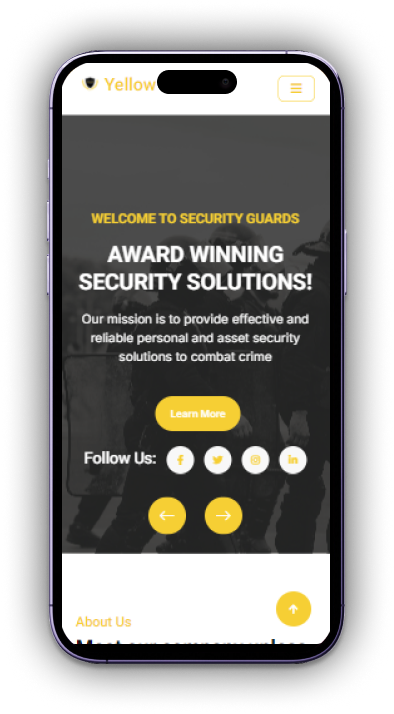 Yellow
WELCOME TO SECURITY GUARDS
AWARD WINNING
SECURITY SOLUTIONS!
Our mission is to provide effective and
reliable personal and asset security
solutions to combat crime
Learn More
Follow Us:
About Us